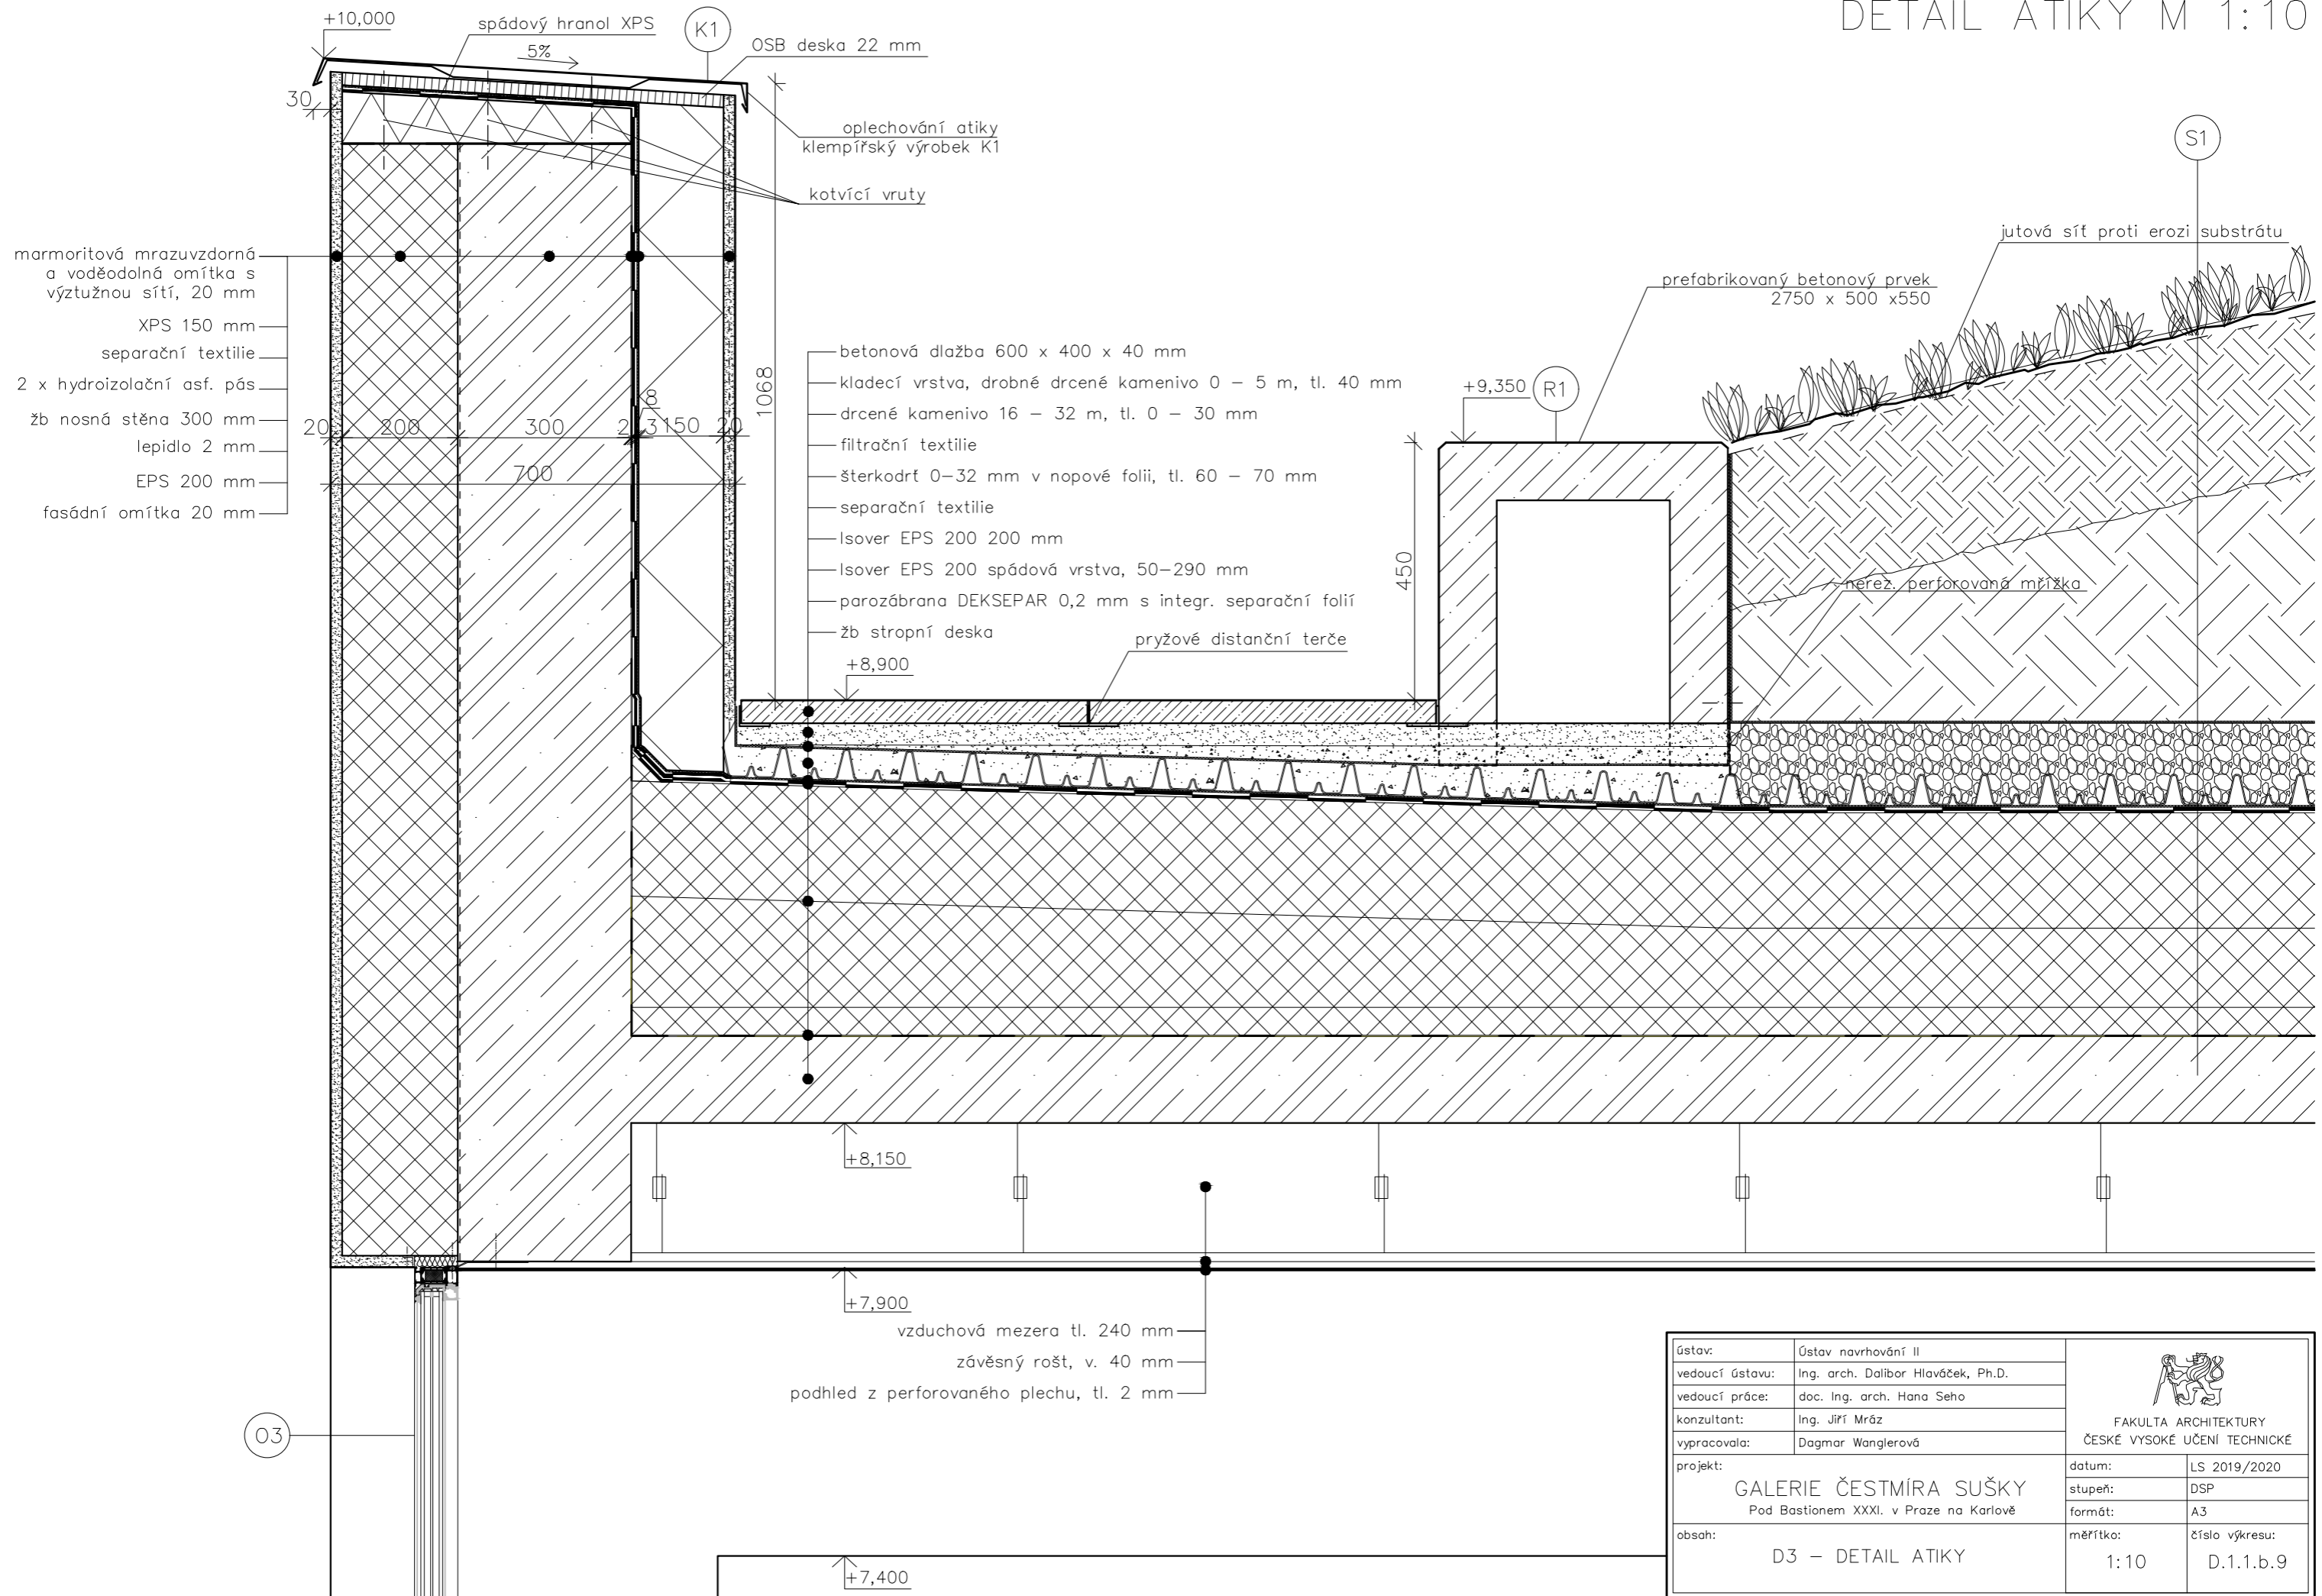 DETAIL ATIKY M 1:10
+10,000
spádový hranol XPS
K1
5%
OSB deska 22 mm
30
oplechování atiky
klempířský výrobek K1
kotvící vruty
S1
jutová síť proti erozi substrátu
prefabrikovaný betonový prvek
2750 x 500 x550
marmoritová mrazuvzdorná
a voděodolná omítka s
výztužnou sítí, 20 mm
XPS 150 mm
separační textilie
2 x hydroizolační asf. pás
žb nosná stěna 300 mm
lepidlo 2 mm
EPS 200 mm
fasádní omítka 20 mm
20
200
300
8
150
20
700
1068
betonová dlažba 600 x 400 x 40 mm
kladecí vrstva, drobné drcené kamenivo 0 – 5 m, tl. 40 mm
drcené kamenivo 16 – 32 m, tl. 0 – 30 mm
filtrační textilie
šterkodrť 0–32 mm v nopové folii, tl. 60 – 70 mm
separační textilie
Isover EPS 200 200 mm
Isover EPS 200 spádová vrstva, 50–290 mm
parozábrana DEKSEPAR 0,2 mm s integr. separační folií
žb stropní deska
+9,350
R1
450
nerez. perforovaná mřížka
pryžové distanční terče
+8,900
+8,150
+7,900
vzduchová mezera tl. 240 mm
závěsný rošt, v. 40 mm
podhled z perforovaného plechu, tl. 2 mm
03
+7,400
ústav: Ústav navrhování II
vedoucí ústavu: Ing. arch. Dalibor Hlaváček, Ph.D.
vedoucí práce: doc. Ing. arch. Hana Seho
konzultant: Ing. Jiří Mráz
vypracovala: Dagmar Wanglerová
FAKULTA ARCHITEKTURY
ČESKÉ VYSOKÉ UČENÍ TECHNICKÉ
projekt:
GALERIE ČESTMÍRA SUŠKY
Pod Bastionem XXXI. v Praze na Karlově
datum: LS 2019/2020
stupeň: DSP
formát: A3
obsah:
D3 – DETAIL ATIKY
měřítko:
1:10
číslo výkresu:
D.1.1.b.9